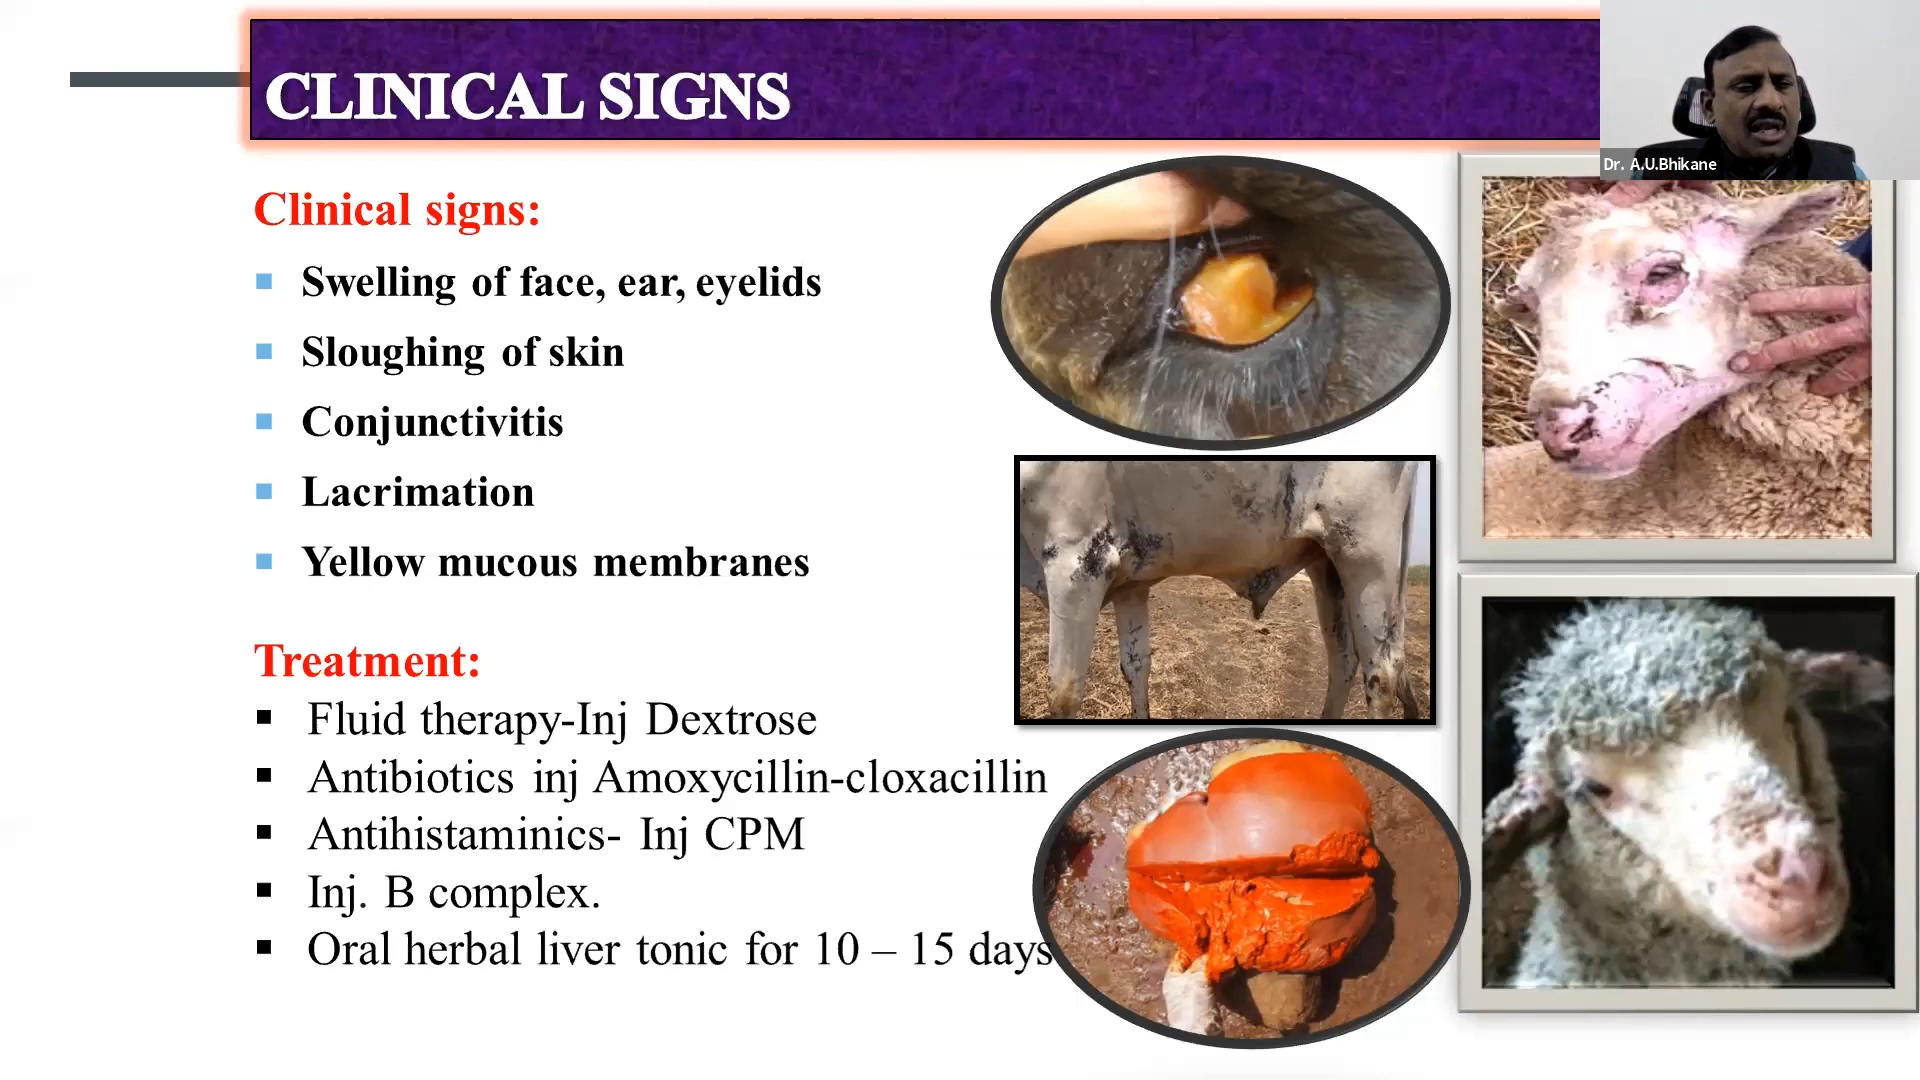 CLINICAL SIGNS
Dr. A.U.Bhikane
Clinical signs:
Swelling of face, ear, eyelids
Sloughing of skin
Conjunctivitis
Lacrimation
Yellow mucous membranes
Treatment:
Fluid therapy-Inj Dextrose
Antibiotics inj Amoxycillin-cloxacillin
Antihistaminics- Inj CPM
Inj. B complex.
Oral herbal liver tonic for 10 – 15 days